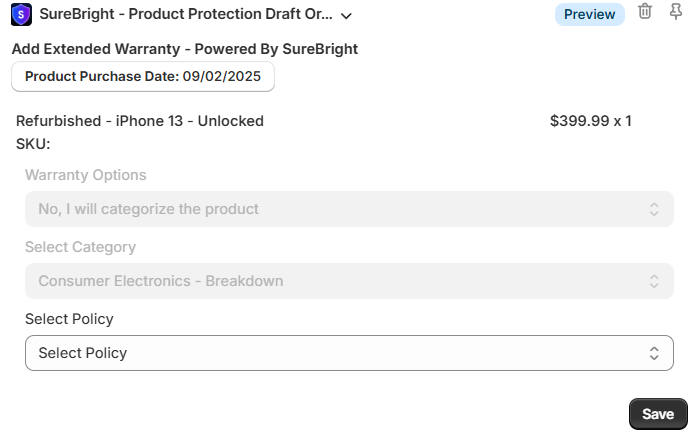 SureBright - Product Protection Draft Or...
Preview
Add Extended Warranty - Powered By SureBright
Product Purchase Date: 09/02/2025
Refurbished - iPhone 13 - Unlocked $399.99 x 1
SKU:
Warranty Options
No, I will categorize the product
Select Category
Consumer Electronics - Breakdown
Select Policy
Select Policy
Save